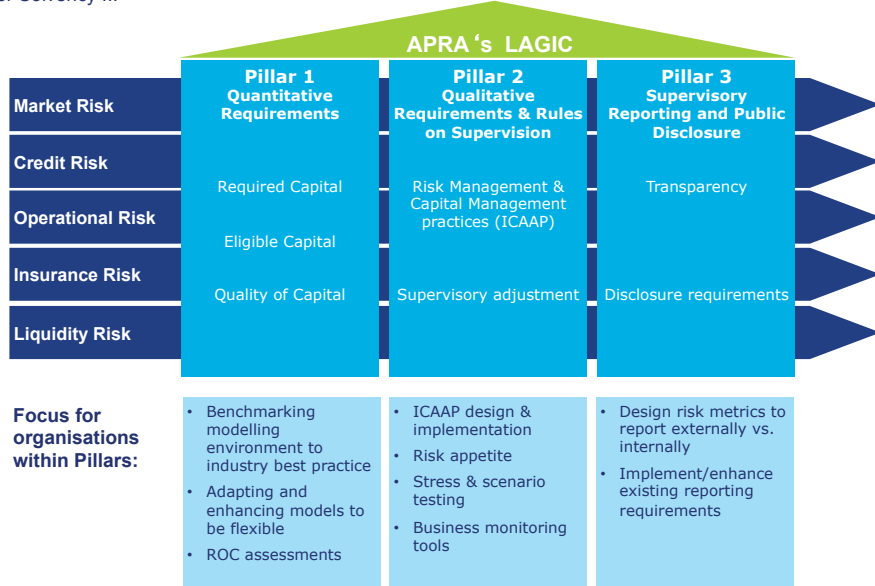 APRA's LAGIC
Market Risk
Credit Risk
Operational Risk
Insurance Risk
Liquidity Risk
Pillar 1
Quantitative
Requirements
Required Capital
Eligible Capital
Quality of Capital
Pillar 2
Qualitative
Requirements & Rules
on Supervision
Risk Management &
Capital Management
practices (ICAAP)
Supervisory adjustment
Pillar 3
Supervisory
Reporting and Public
Disclosure
Transparency
Disclosure requirements
Focus for
organisations
within Pillars:
• Benchmarking
modelling
environment to
industry best practice
• Adapting and
enhancing models to
be flexible
• ROC assessments
• ICAAP design &
implementation
• Risk appetite
• Stress & scenario
testing
• Business monitoring
tools
• Design risk metrics to
report externally vs.
internally
• Implement/enhance
existing reporting
requirements